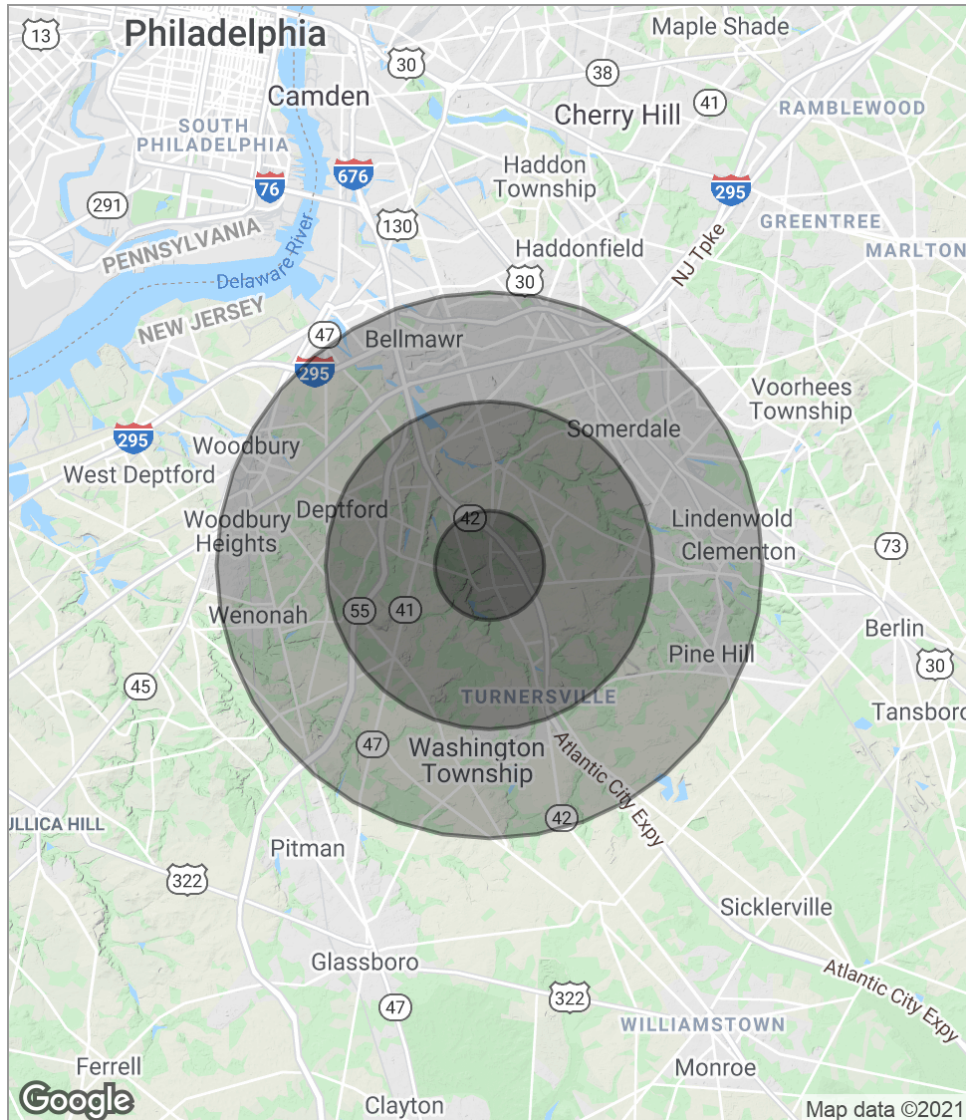 13
Philadelphia
Maple Shade
30
38
Camden
41
Cherry Hill
RAMBLEWOOD
SOUTH
PHILADELPHIA
Haddon
Township
76
676
295
291
130
GREENTREE
PENNSYLVANIA
Haddonfield
MARLTON
NJ Tpke
Delaware River
30
NEW JERSEY
47
Bellmawr
295
Voorhees
Township
Somerdale
295
Woodbury
West Deptford
Deptford
42
Woodbury
Heights
Lindenwold
Clementon
73
Wenonah
55
41
Berlin
Pine Hill
30
45
TURNERSVILLE
Tansboro
47
Washington
Township
Atlantic City Expy
42
ULLICA HILL
Pitman
322
Sicklerville
Glassboro
Atlantic City Expy
47
322
WILLIAMSTOWN
Ferrell
Monroe
Google
Clayton
Map data ©2021